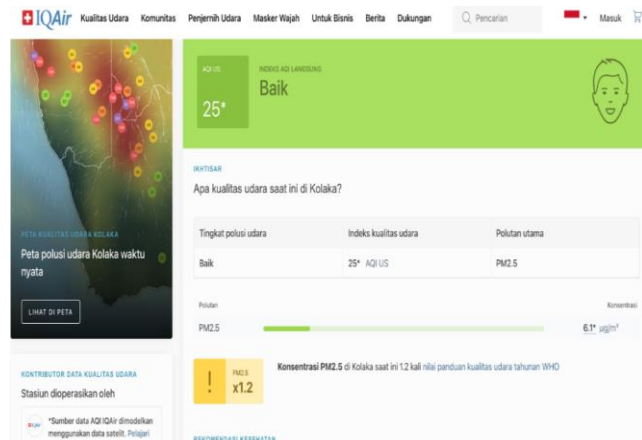 IQAir Kualitas Udara Komunitas Penjernih Udara Masker Wajah Untuk Bisnis Berita Dukungan Pencarian Masuk
PETA KUALITAS UDARA KOLAKA
Peta polusi udara Kolaka waktu
nyata
LIHAT DI PETA
KONTRIBUTOR DATA KUALITAS UDARA
Stasiun dioperasikan oleh
*Sumber data AQI IQAir dimodelkan
menggunakan data satelit. Pelajari
AQI US
25*
INDEKS AQI LANGSUNG
Baik
IKHTISAR
Apa kualitas udara saat ini di Kolaka?
Tingkat polusi udara Indeks kualitas udara Polutan utama
Baik 25* AQI US PM2.5
Polutan Konsentrasi
PM2.5 6.1* µg/m³
!
PM2.5
x1.2
Konsentrasi PM2.5 di Kolaka saat ini 1.2 kali nilai panduan kualitas udara tahunan WHO
REKOMENDASI KESEHATAN